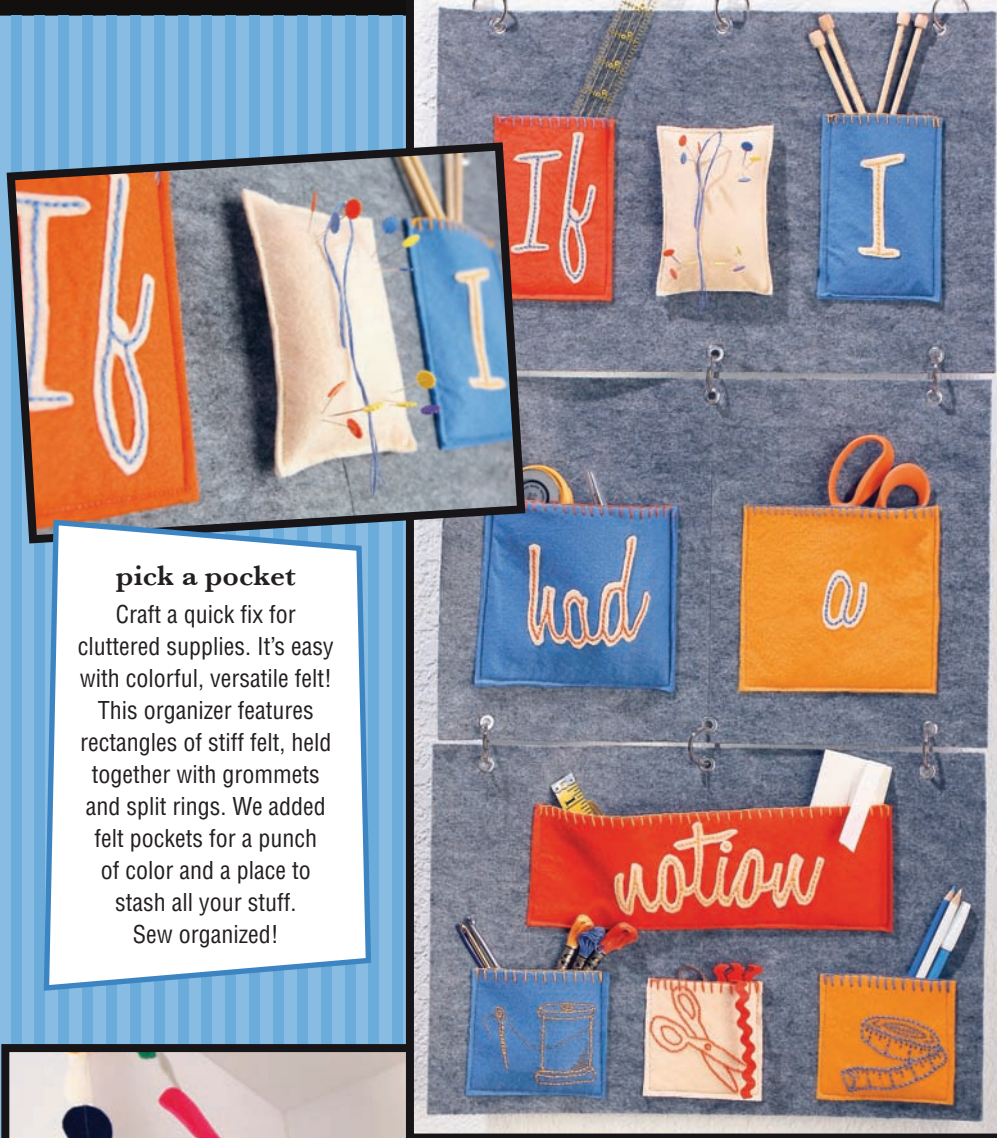 If
I
If
I
had
a
notion
pick a pocket
Craft a quick fix for
cluttered supplies. It's easy
with colorful, versatile felt!
This organizer features
rectangles of stiff felt, held
together with grommets
and split rings. We added
felt pockets for a punch
of color and a place to
stash all your stuff.
Sew organized!